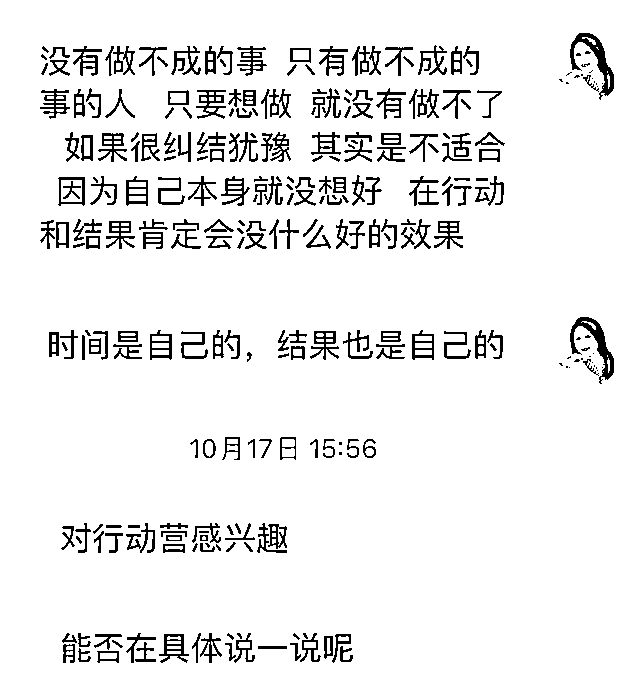 没有做不成的事 只有做不成的
事的人 只要想做 就没有做不了
如果很纠结犹豫 其实是不适合
因为自己本身就没想好 在行动
和结果肯定会没什么好的效果
时间是自己的，结果也是自己的
10月17日 15:56
对行动营感兴趣
能否在具体说一说呢